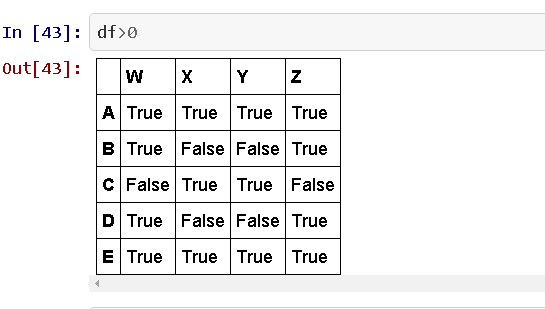 In [43]: df>0
Out[43]:
W X Y Z
A True True True True
B True False False True
C False True True False
D True False False True
E True True True True